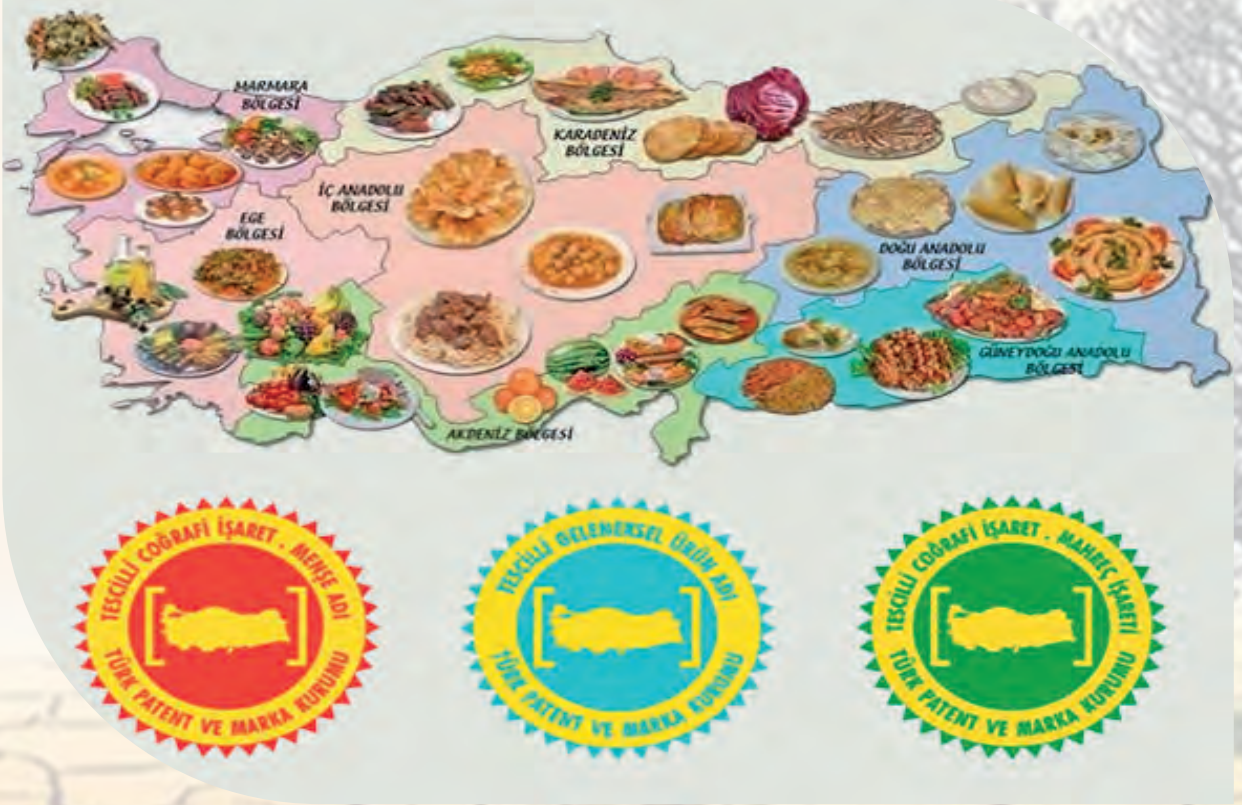 MARMARA
BÖLGESİ
KARADENİZ
BÖLGESİ
İÇ ANADOLU
BÖLGESİ
EGE
BÖLGESİ
DOĞU ANADOLU
BÖLGESİ
GÜNEYDOĞU ANADOLU
BÖLGESİ
AKDENİZ BÖLGESİ
TESCİLLİ COĞRAFİ İŞARET . MENŞE ADI
TÜRK PATENT VE MARKA KURUMU
TESCİLLİ GELENEKSEL ÜRÜN ADI
TÜRK PATENT VE MARKA KURUMU
TESCİLLİ COĞRAFİ İŞARET . MAHREÇ İŞARETİ
TÜRK PATENT VE MARKA KURUMU